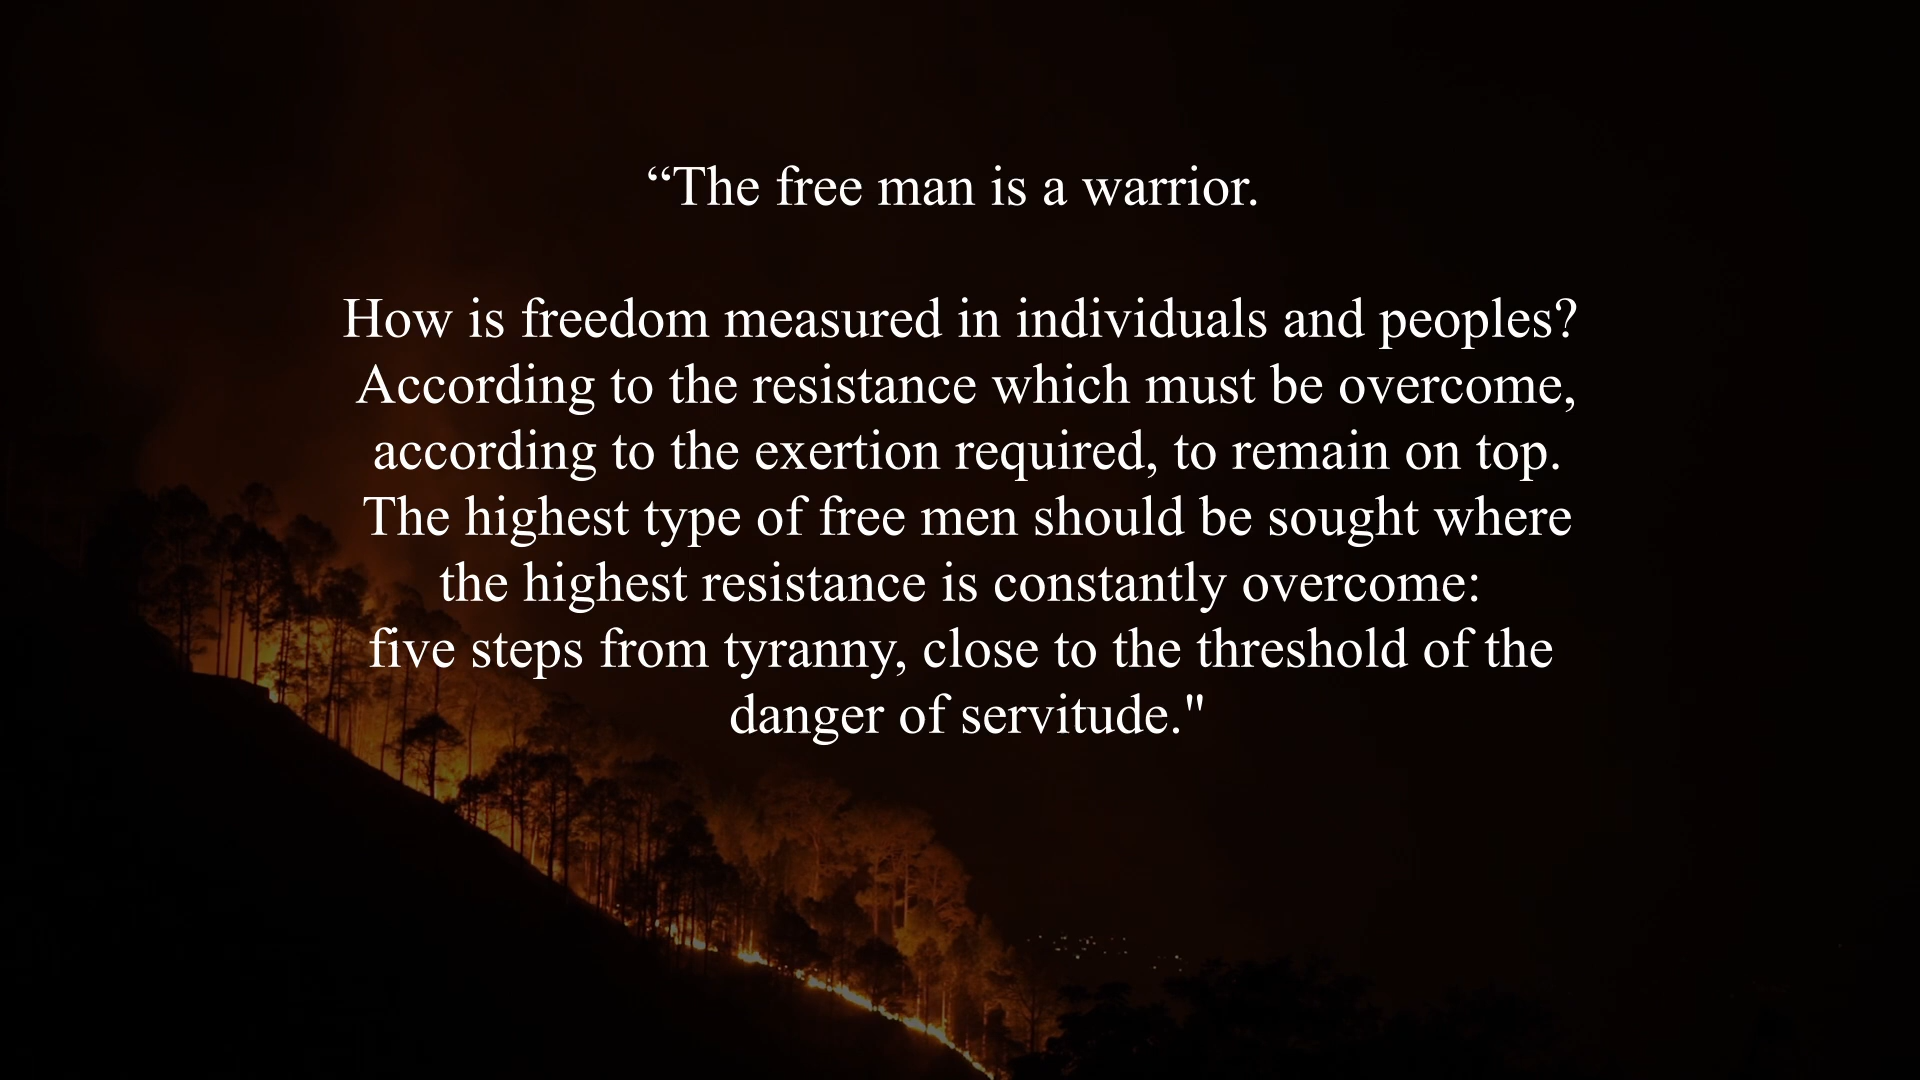 “The free man is a warrior.
How is freedom measured in individuals and peoples?
According to the resistance which must be overcome,
according to the exertion required, to remain on top.
The highest type of free men should be sought where
the highest resistance is constantly overcome:
five steps from tyranny, close to the threshold of the
danger of servitude."